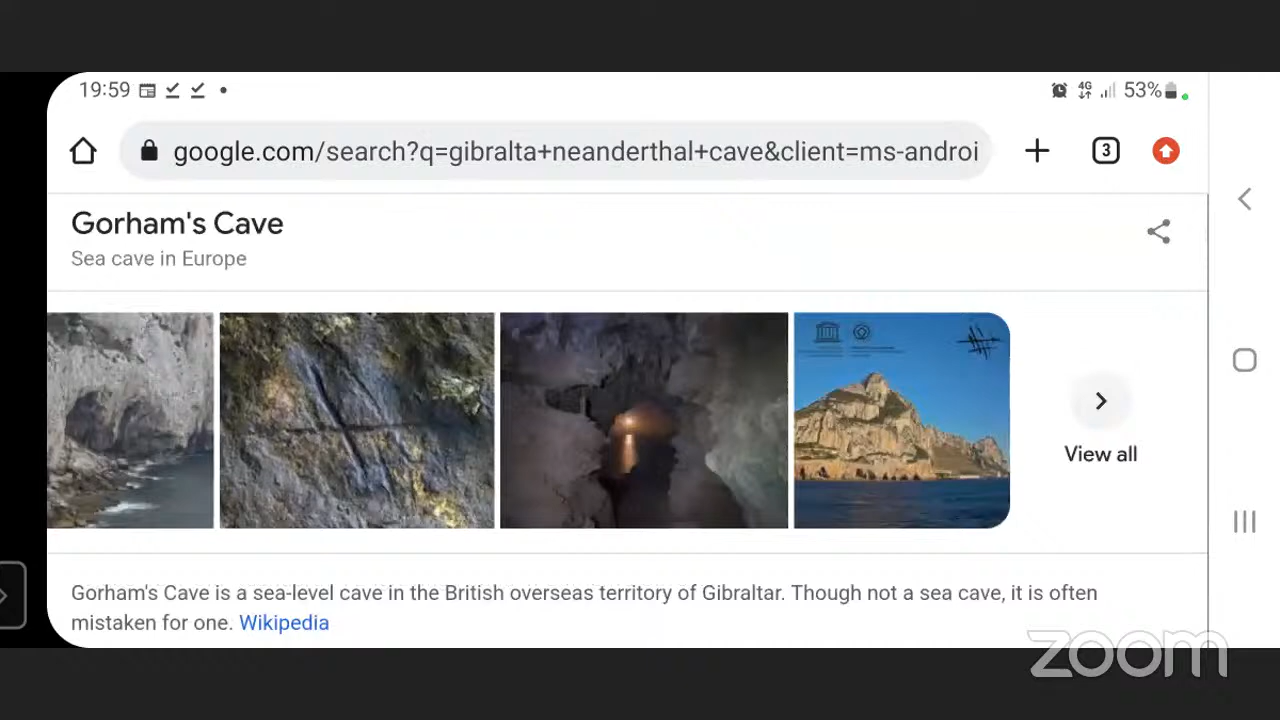 19:59
4G
53%
google.com/search?q=gibralta+neanderthal+cave&client=ms-androi
3
Gorham's Cave
Sea cave in Europe
View all
Gorham's Cave is a sea-level cave in the British overseas territory of Gibraltar. Though not a sea cave, it is often
mistaken for one. Wikipedia
zoom